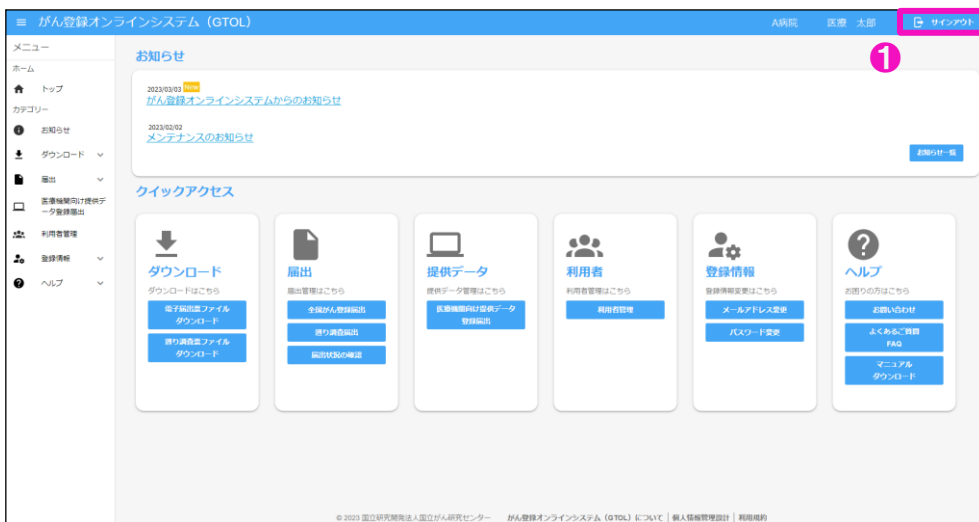 がん登録オンラインシステム（GTOL） A病院 医療 太郎 サインアウト
❶
メニュー
ホーム
トップ
カテゴリー
お知らせ
ダウンロード
届出
医療機関向け提供デ
ータ登録届出
利用者管理
登録情報
ヘルプ
お知らせ
2023/03/03 New
がん登録オンラインシステムからのお知らせ
2023/02/02
メンテナンスのお知らせ
お知らせ一覧
クイックアクセス
ダウンロード
ダウンロードはこちら
電子届出票ファイル
ダウンロード
遡り調査票ファイル
ダウンロード
届出
届出管理はこちら
全国がん登録届出
遡り調査届出
届出状況の確認
提供データ
提供データ管理はこちら
医療機関向け提供データ
登録届出
利用者
利用者管理はこちら
利用者管理
登録情報
登録情報変更はこちら
メールアドレス変更
パスワード変更
ヘルプ
お困りの方はこちら
お問い合わせ
よくあるご質問
FAQ
マニュアル
ダウンロード
© 2023 国立研究開発法人国立がん研究センター がん登録オンラインシステム（GTOL）について | 個人情報管理設計 | 利用規約